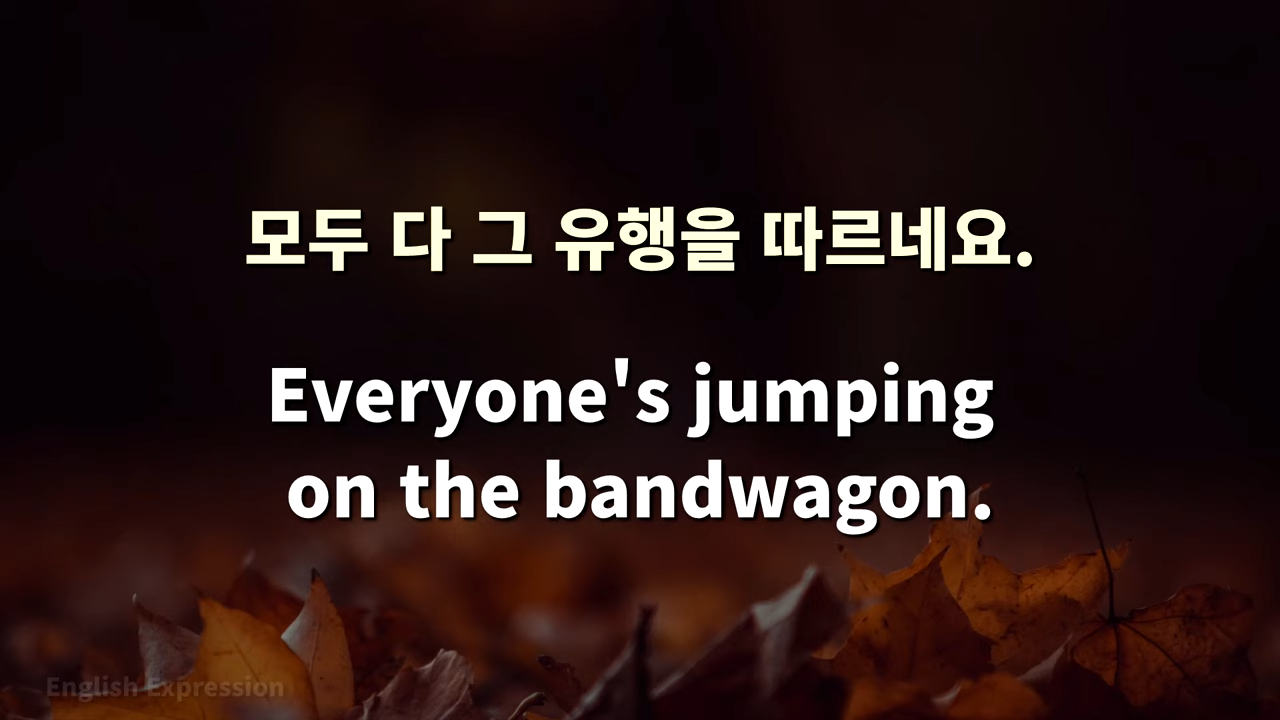 모두 다 그 유행을 따르네요.
Everyone's jumping
on the bandwagon.
English Expression